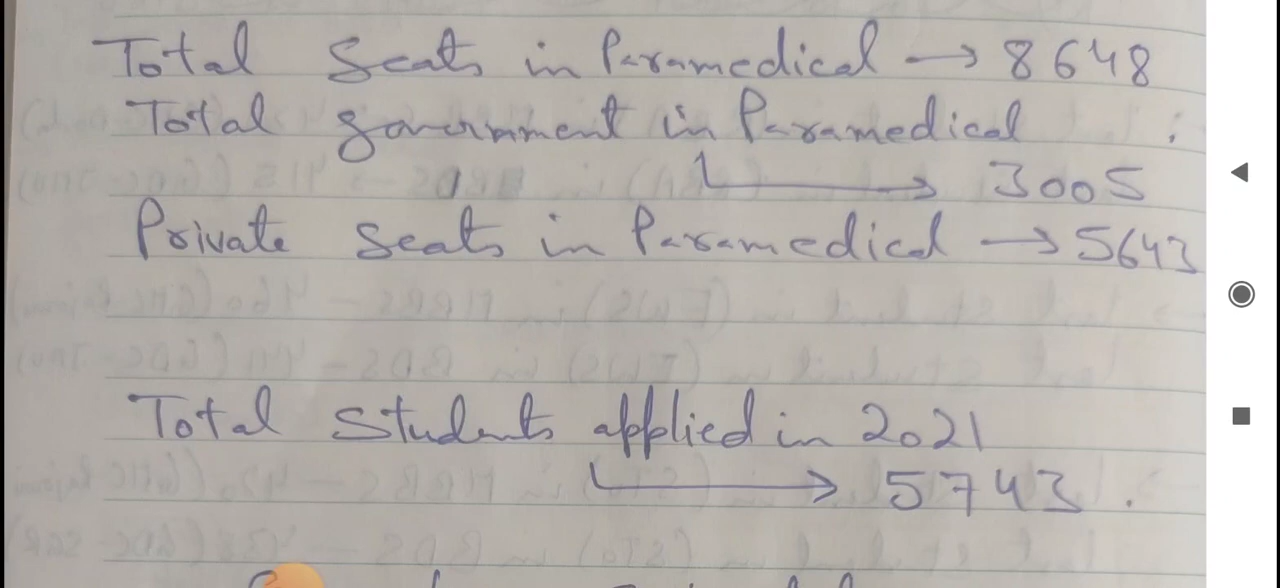 Total Seats in Paramedical → 8648
Total government in Paramedical :
↳ 3005
Private Seats in Paramedical → 5643
Total Students applied in 2021
↳ 5743.